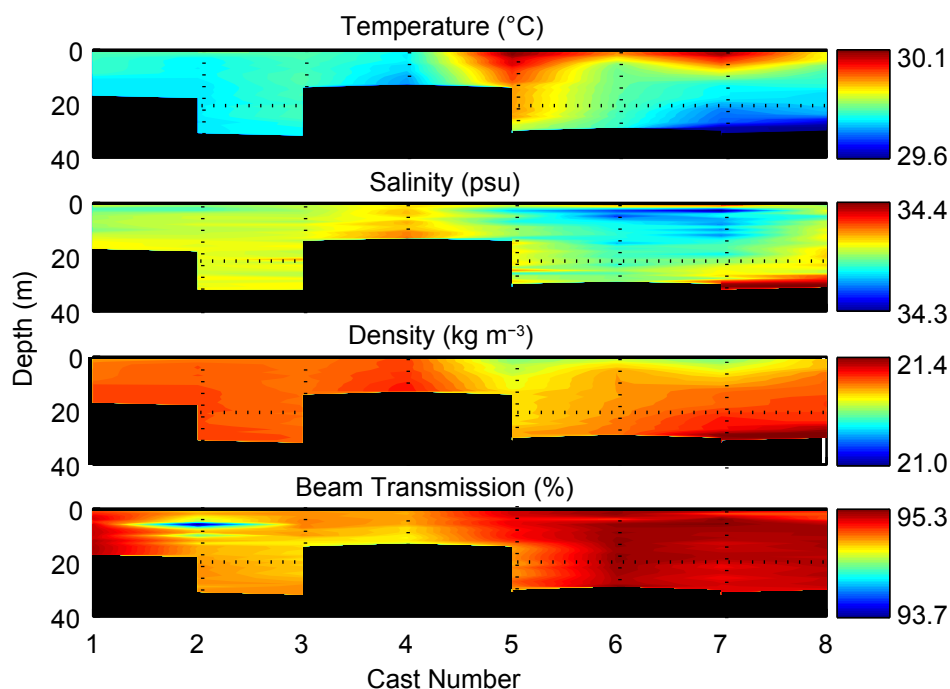 Temperature (°C)
0
20
40
30.1
29.6
Salinity (psu)
0
20
40
34.4
34.3
Depth (m)
Density (kg m⁻³)
0
20
40
21.4
21.0
Beam Transmission (%)
0
20
40
95.3
93.7
1 2 3 4 5 6 7 8
Cast Number